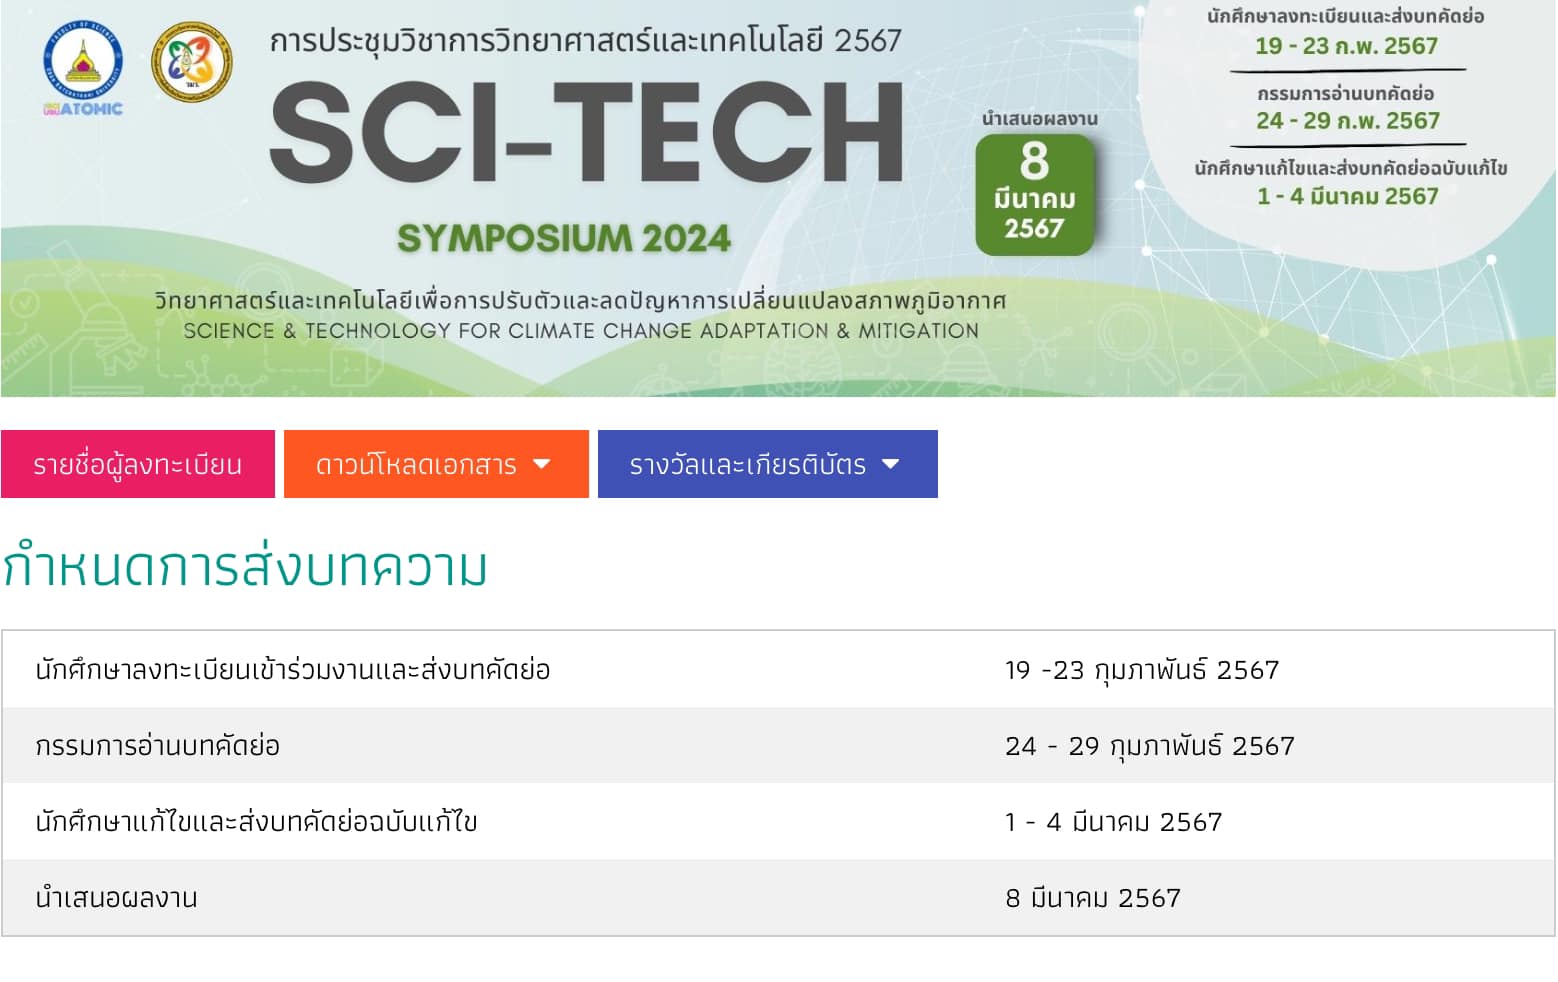 การประชุมวิชาการวิทยาศาสตร์และเทคโนโลยี 2567
SCI-TECH
SYMPOSIUM 2024
วิทยาศาสตร์และเทคโนโลยีเพื่อการปรับตัวและลดปัญหาการเปลี่ยนแปลงสภาพภูมิอากาศ
SCIENCE & TECHNOLOGY FOR CLIMATE CHANGE ADAPTATION & MITIGATION
ATOMIC
นำเสนอผลงาน
8
มีนาคม
2567
นักศึกษาลงทะเบียนและส่งบทคัดย่อ
19 - 23 ก.พ. 2567
กรรมการอ่านบทคัดย่อ
24 - 29 ก.พ. 2567
นักศึกษาแก้ไขและส่งบทคัดย่อฉบับแก้ไข
1 - 4 มีนาคม 2567
รายชื่อผู้ลงทะเบียน
ดาวน์โหลดเอกสาร
รางวัลและเกียรติบัตร
กำหนดการส่งบทความ
นักศึกษาลงทะเบียนเข้าร่วมงานและส่งบทคัดย่อ 19 -23 กุมภาพันธ์ 2567
กรรมการอ่านบทคัดย่อ 24 - 29 กุมภาพันธ์ 2567
นักศึกษาแก้ไขและส่งบทคัดย่อฉบับแก้ไข 1 - 4 มีนาคม 2567
นำเสนอผลงาน 8 มีนาคม 2567